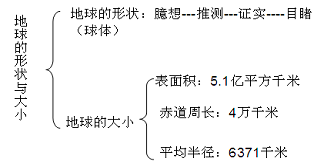 地球的形状与大小
地球的形状：臆想---推测---证实----目睹
（球体）
地球的大小
表面积：5.1亿平方千米
赤道周长：4万千米
平均半径：6371千米